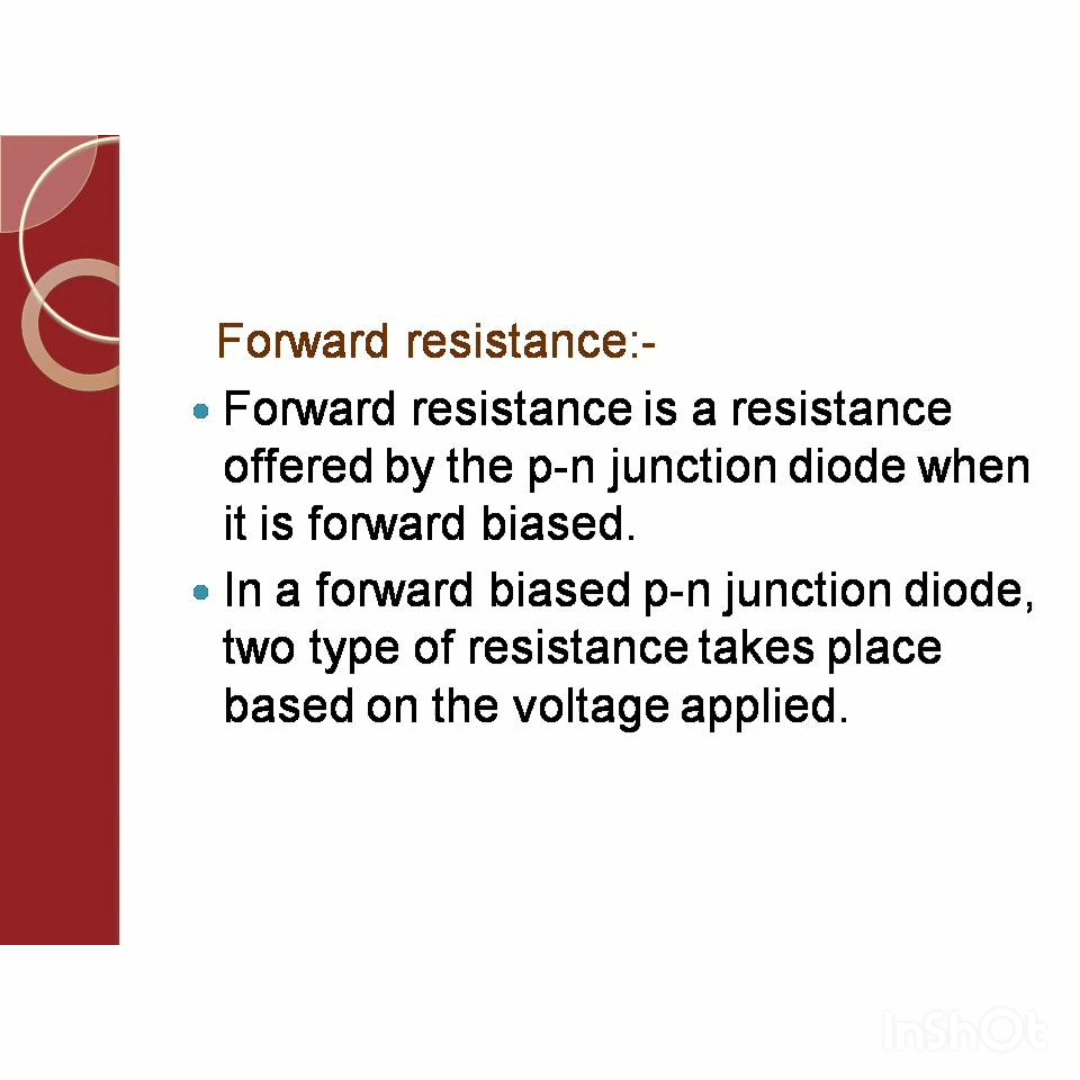 Forward resistance:-
• Forward resistance is a resistance
offered by the p-n junction diode when
it is forward biased.
• In a forward biased p-n junction diode,
two type of resistance takes place
based on the voltage applied.
InShOt